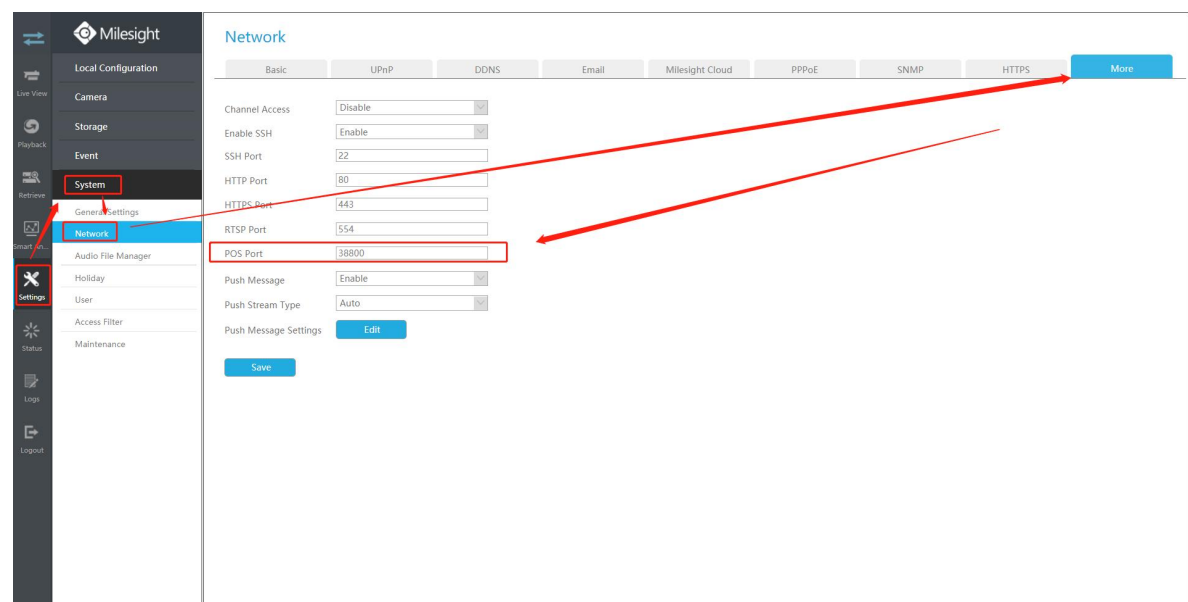 Milesight
Live View
Playback
Retrieve
Smart An...
Settings
Status
Logs
Logout
Local Configuration
Camera
Storage
Event
System
General Settings
Network
Audio File Manager
Holiday
User
Access Filter
Maintenance
Network
Basic UPnP DDNS Email Milesight Cloud PPPoE SNMP HTTPS More
Channel Access Disable
Enable SSH Enable
SSH Port 22
HTTP Port 80
HTTPS Port 443
RTSP Port 554
POS Port 38800
Push Message Enable
Push Stream Type Auto
Push Message Settings Edit
Save